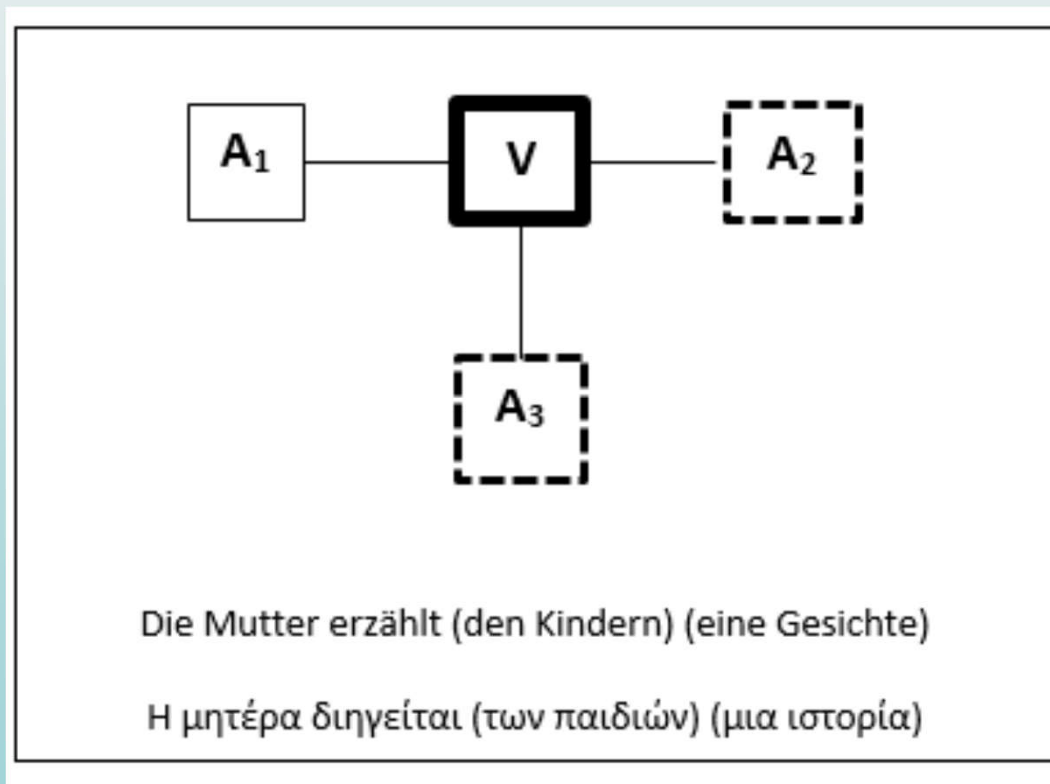 A₁ V A₂
A₃
Die Mutter erzählt (den Kindern) (eine Gesichte)
Η μητέρα διηγείται (των παιδιών) (μια ιστορία)